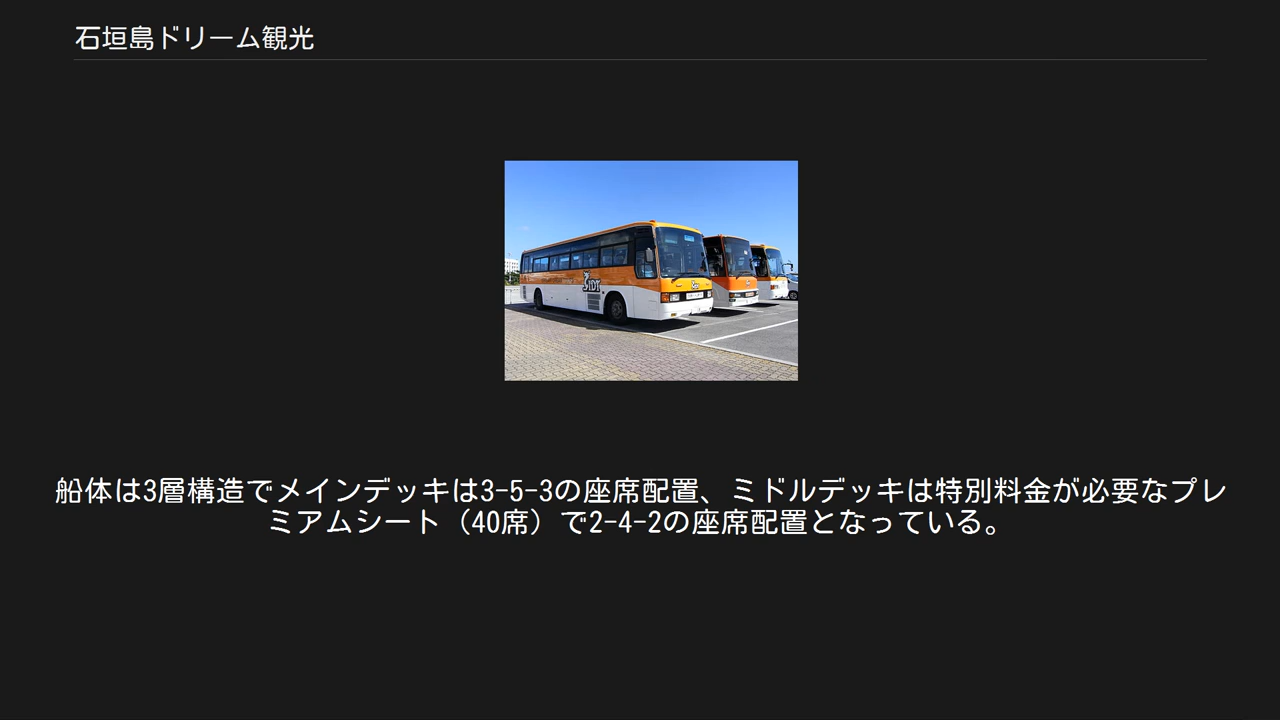 石垣島ドリーム観光
IDT
船体は3層構造でメインデッキは3-5-3の座席配置、ミドルデッキは特別料金が必要なプレ
ミアムシート（40席）で2-4-2の座席配置となっている。